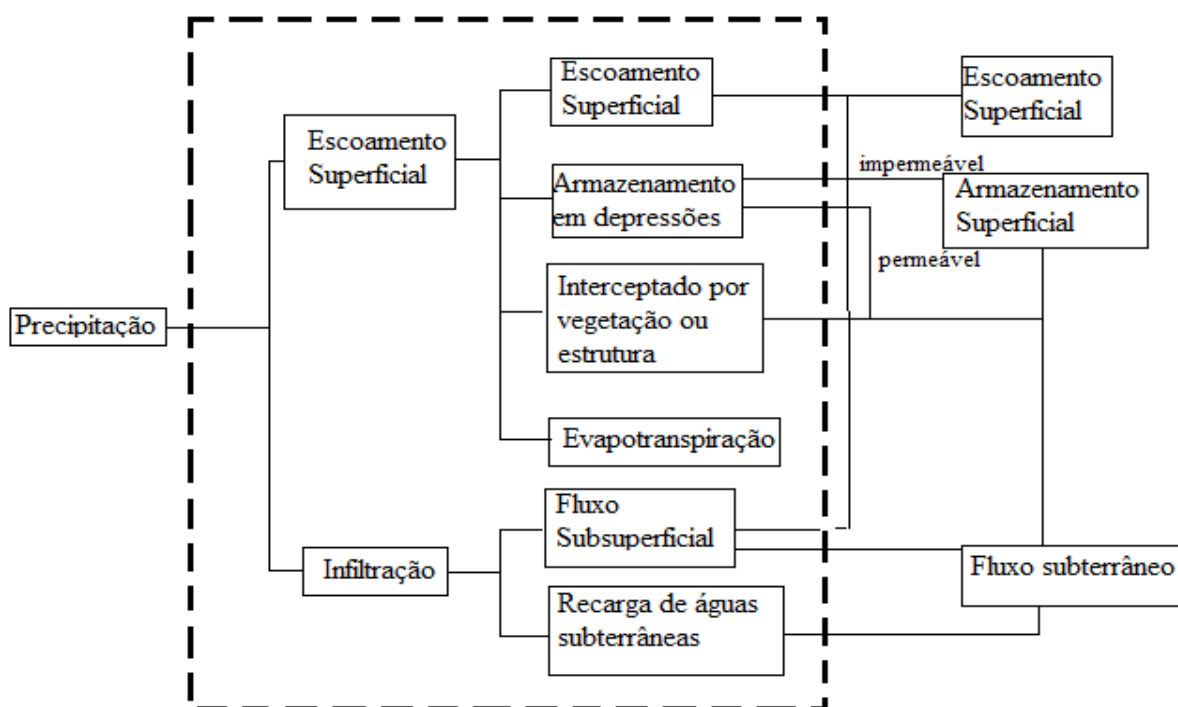 Escoamento
Superficial
Escoamento
Superficial
Escoamento
Superficial
impermeável
Armazenamento
em depressões
Armazenamento
Superficial
permeável
Interceptado por
vegetação ou
estrutura
Precipitação
Evapotranspiração
Fluxo
Subsuperficial
Infiltração
Fluxo subterrâneo
Recarga de águas
subterrâneas